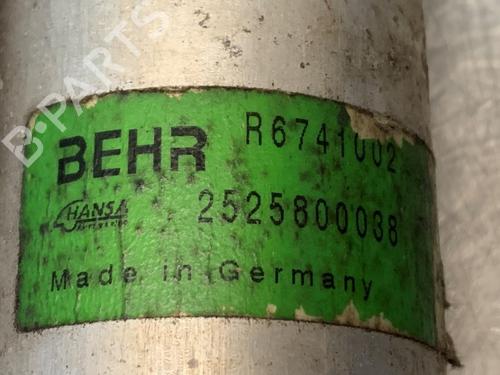 B-PARTS
BEHR R6741002
HANSA 2525800038
Made in Germany